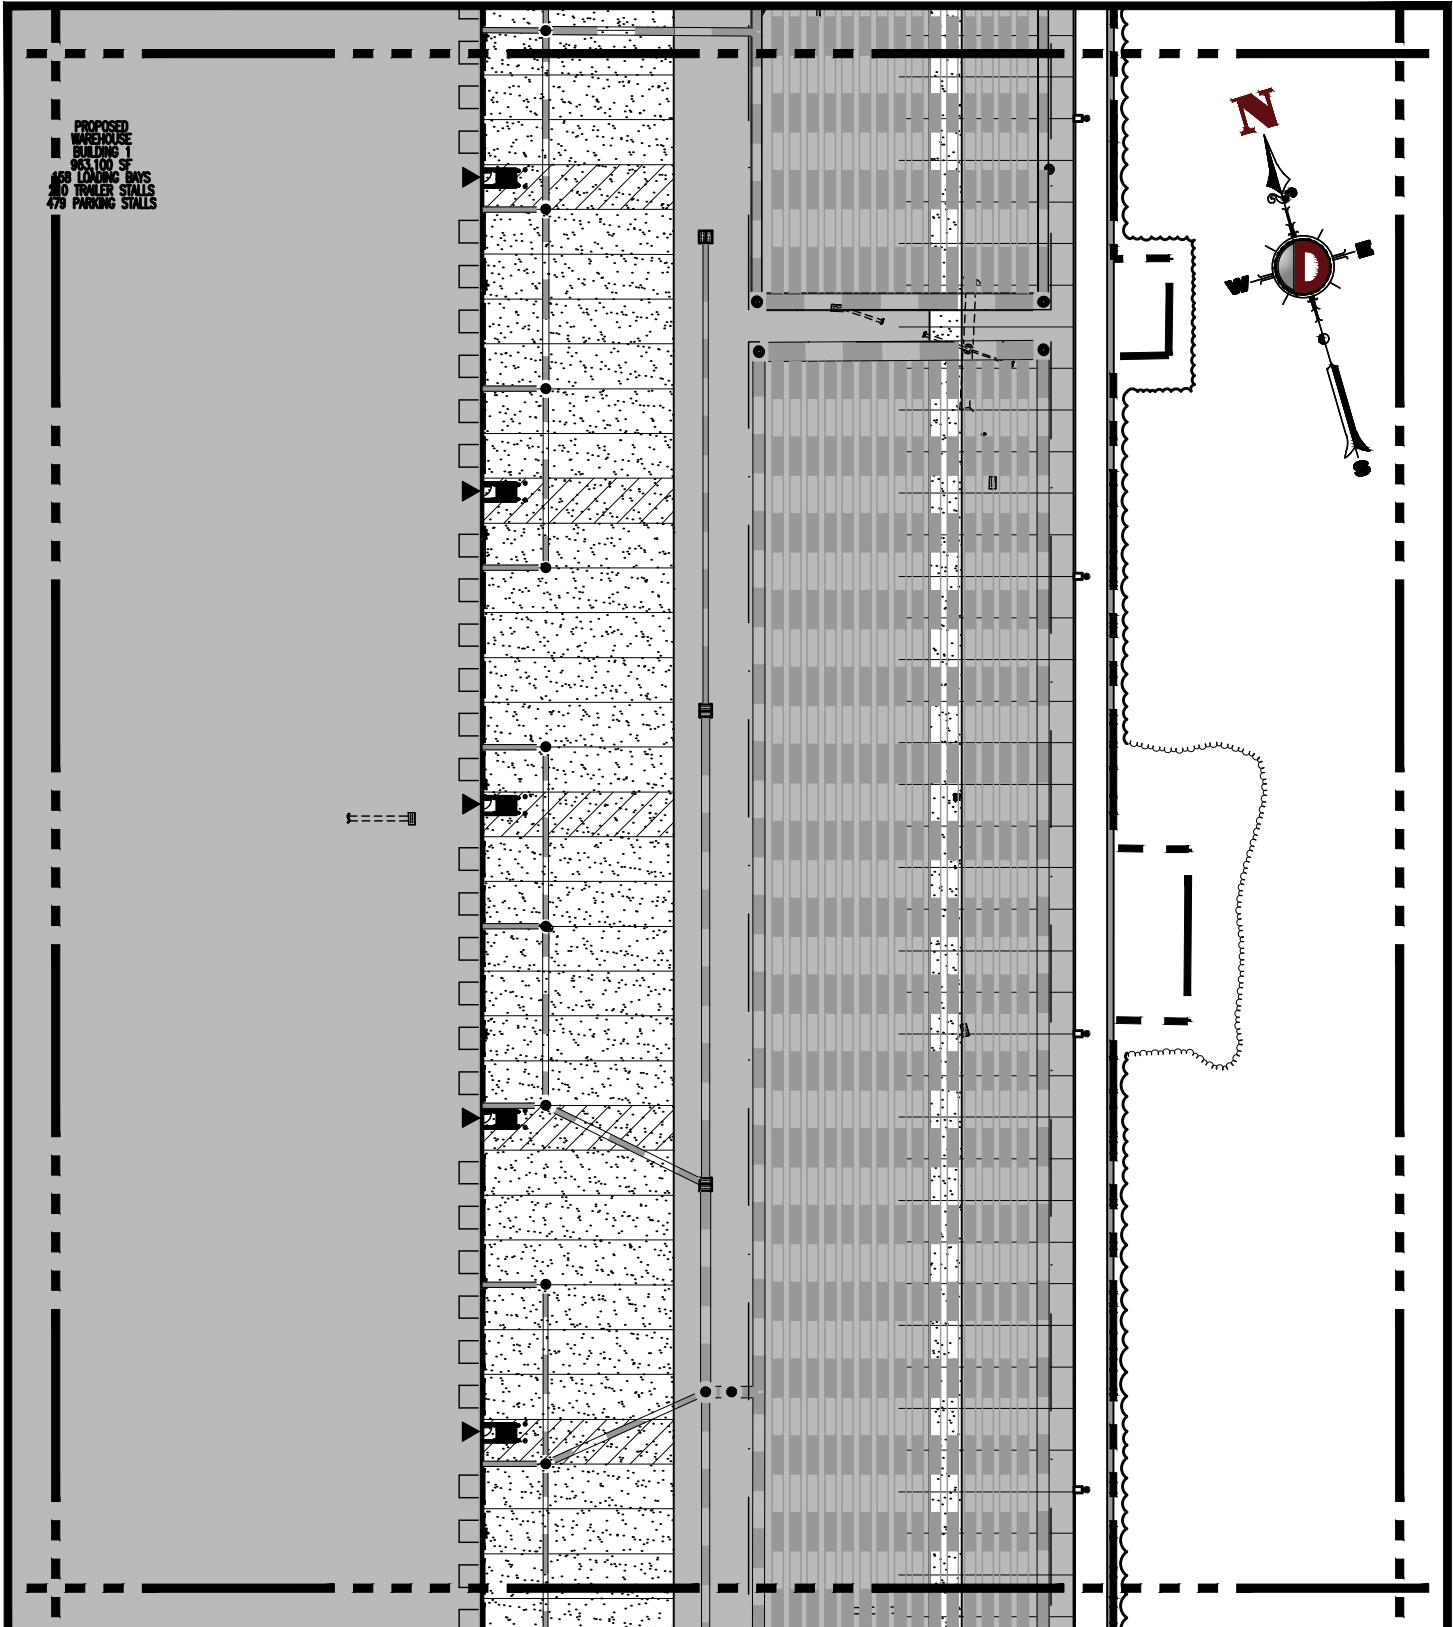 PROPOSED
WAREHOUSE
BUILDING 1
963,100 SF
158 LOADING BAYS
210 TRAILER STALLS
479 PARKING STALLS
N
E
D
W
S